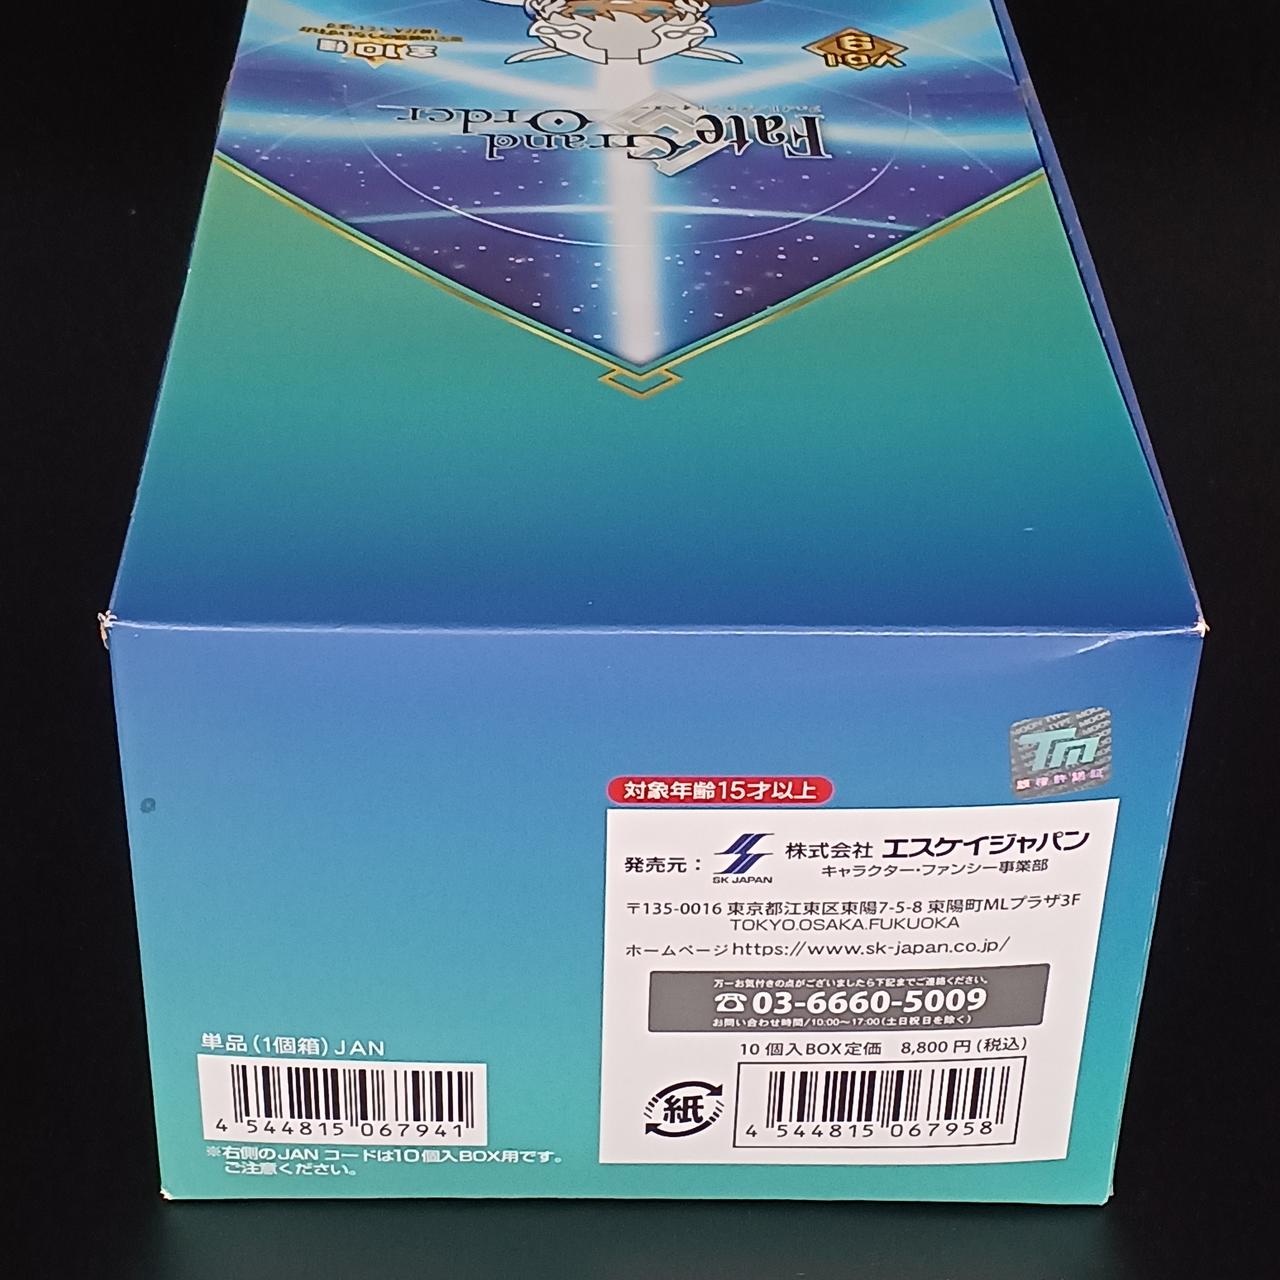 全10種
Vol.8
Fate/Grand Order
対象年齢15才以上
発売元:
SK JAPAN
株式会社 エスケイジャパン
キャラクター・ファンシー事業部
〒135-0016 東京都江東区東陽7-5-8 東陽町MLプラザ3F
TOKYO.OSAKA.FUKUOKA
ホームページ https://www.sk-japan.co.jp/
万一お気付きの点がございましたら下記までご連絡ください。
☎03-6660-5009
お問い合わせ時間/10:00〜17:00(土日祝日を除く)
10個入BOX定価 8,800円(税込)
紙
4 544815 067958
単品(1個箱)JAN
4 544815 067941
※右側のJANコードは10個入BOX用です。
ご注意ください。
TM
TYPE MOON
版権許諾証